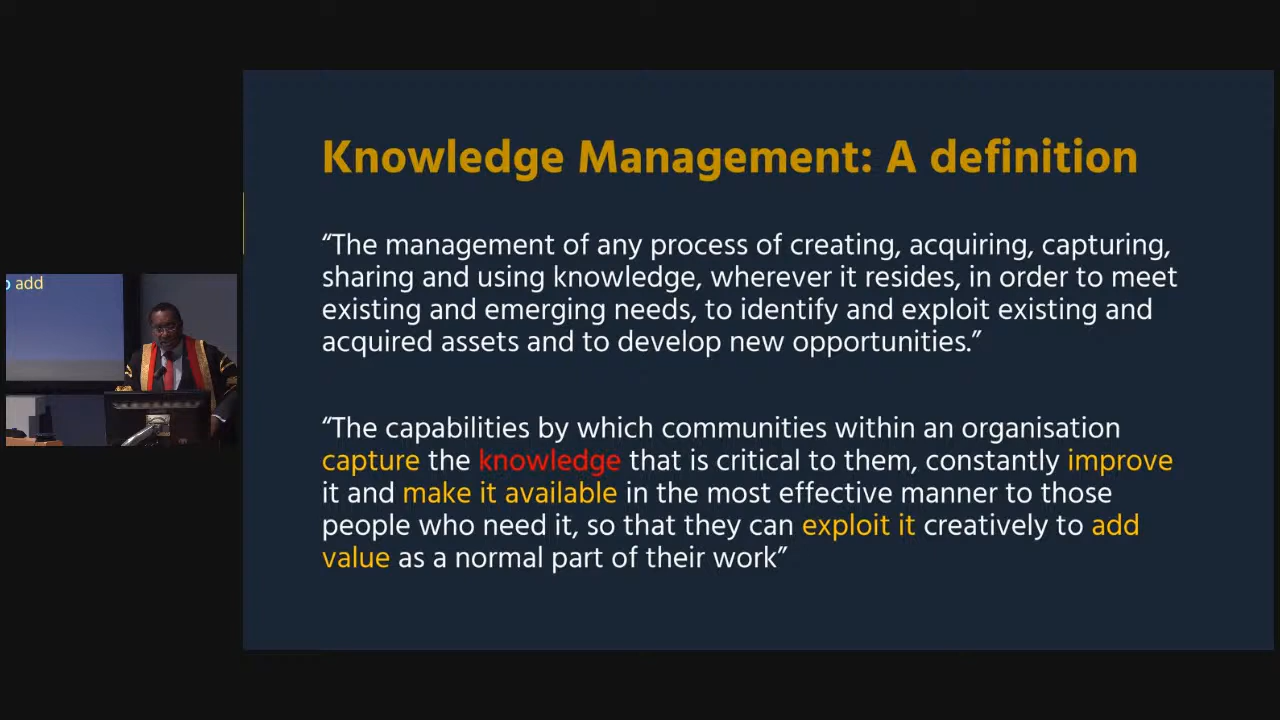 Knowledge Management: A definition
“The management of any process of creating, acquiring, capturing,
sharing and using knowledge, wherever it resides, in order to meet
existing and emerging needs, to identify and exploit existing and
acquired assets and to develop new opportunities.”
“The capabilities by which communities within an organisation
capture the knowledge that is critical to them, constantly improve
it and make it available in the most effective manner to those
people who need it, so that they can exploit it creatively to add
value as a normal part of their work”
add